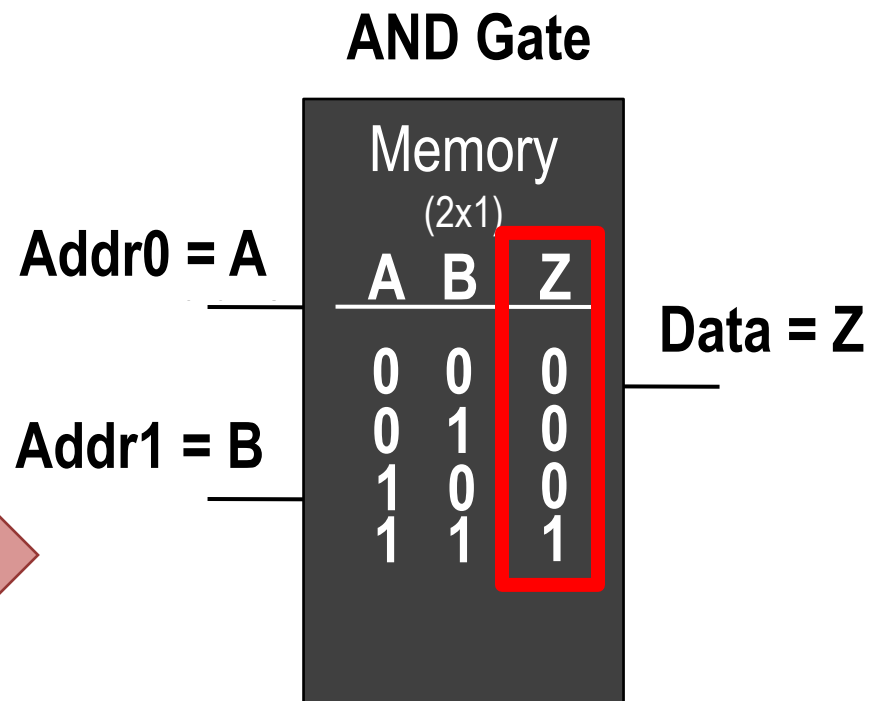 AND Gate
Memory
(2x1)
Addr0 = A
A B Z
Data = Z
0 0 0
0 1 0
Addr1 = B
1 0 0
1 1 1